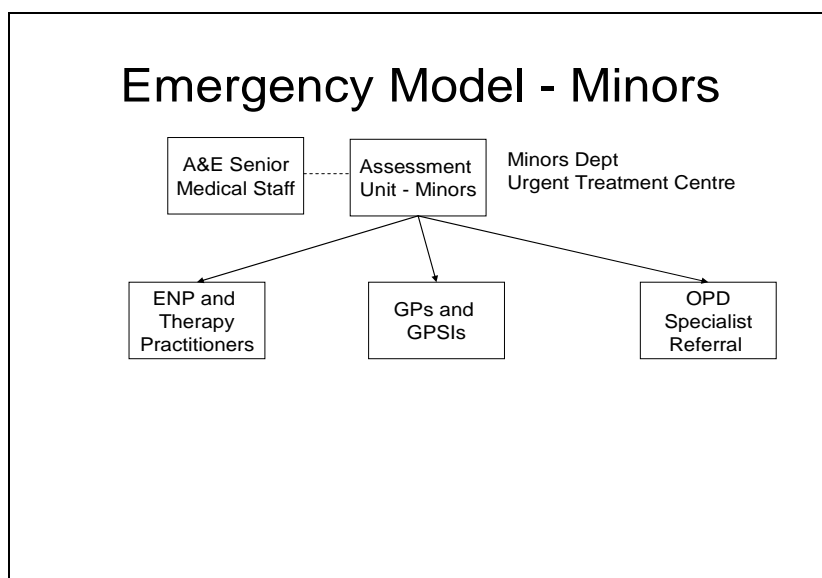 Emergency Model - Minors
A&E Senior
Medical Staff
Assessment
Unit - Minors
Minors Dept
Urgent Treatment Centre
ENP and
Therapy
Practitioners
GPs and
GPSIs
OPD
Specialist
Referral